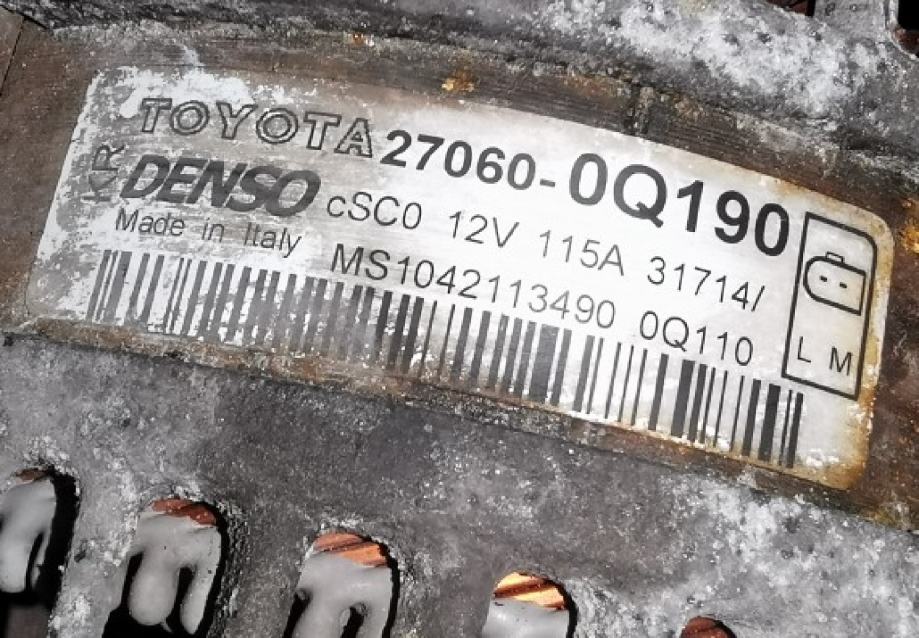 TOYOTA 27060-0Q190
KR DENSO cSC0 12V 115A 31714/
Made in Italy MS1042113490 0Q110
L M